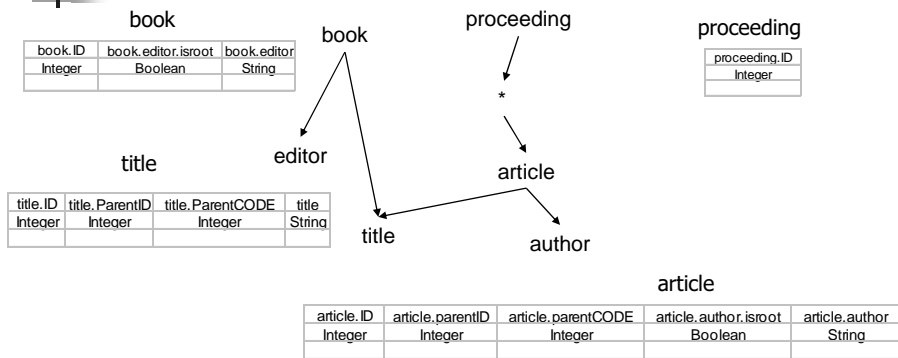 book
book.ID book.editor.isroot book.editor
Integer Boolean String
book
proceeding
*
editor
article
title
author
proceeding
proceeding.ID
Integer
title
title.ID title.ParentID title.ParentCODE title
Integer Integer Integer String
article
article.ID article.parentID article.parentCODE article.author.isroot article.author
Integer Integer Integer Boolean String